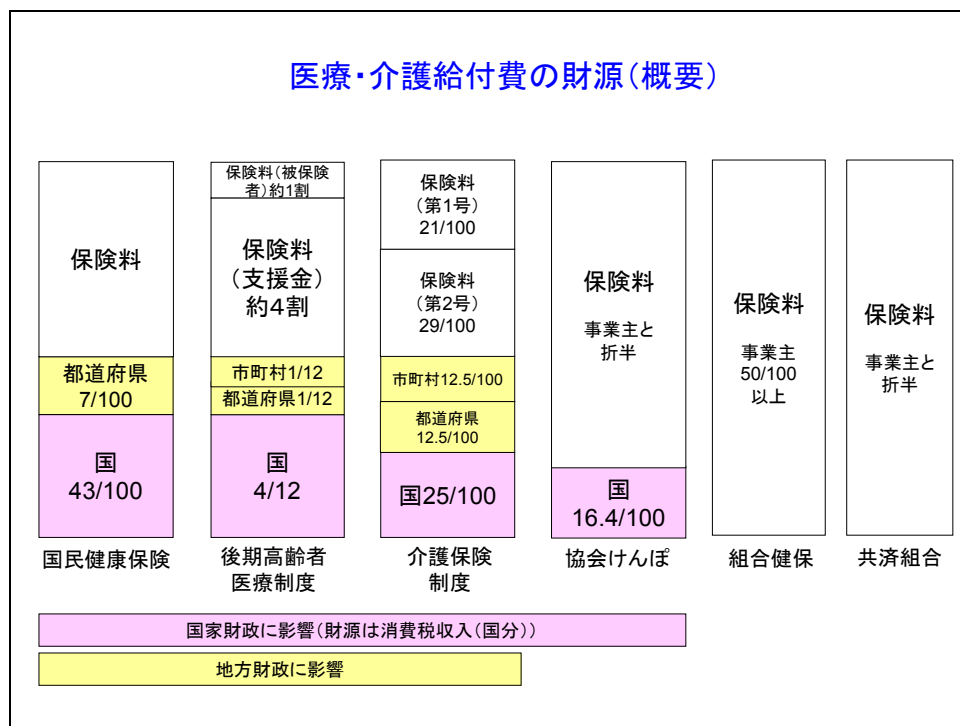 医療・介護給付費の財源(概要)
保険料
都道府県
7/100
国
43/100
国民健康保険
保険料(被保険
者)約1割
保険料
(支援金)
約4割
市町村1/12
都道府県1/12
国
4/12
後期高齢者
医療制度
保険料
(第1号)
21/100
保険料
(第2号)
29/100
市町村12.5/100
都道府県
12.5/100
国25/100
介護保険
制度
保険料
事業主と
折半
国
16.4/100
協会けんぽ
保険料
事業主
50/100
以上
組合健保
保険料
事業主と
折半
共済組合
国家財政に影響(財源は消費税収入(国分))
地方財政に影響